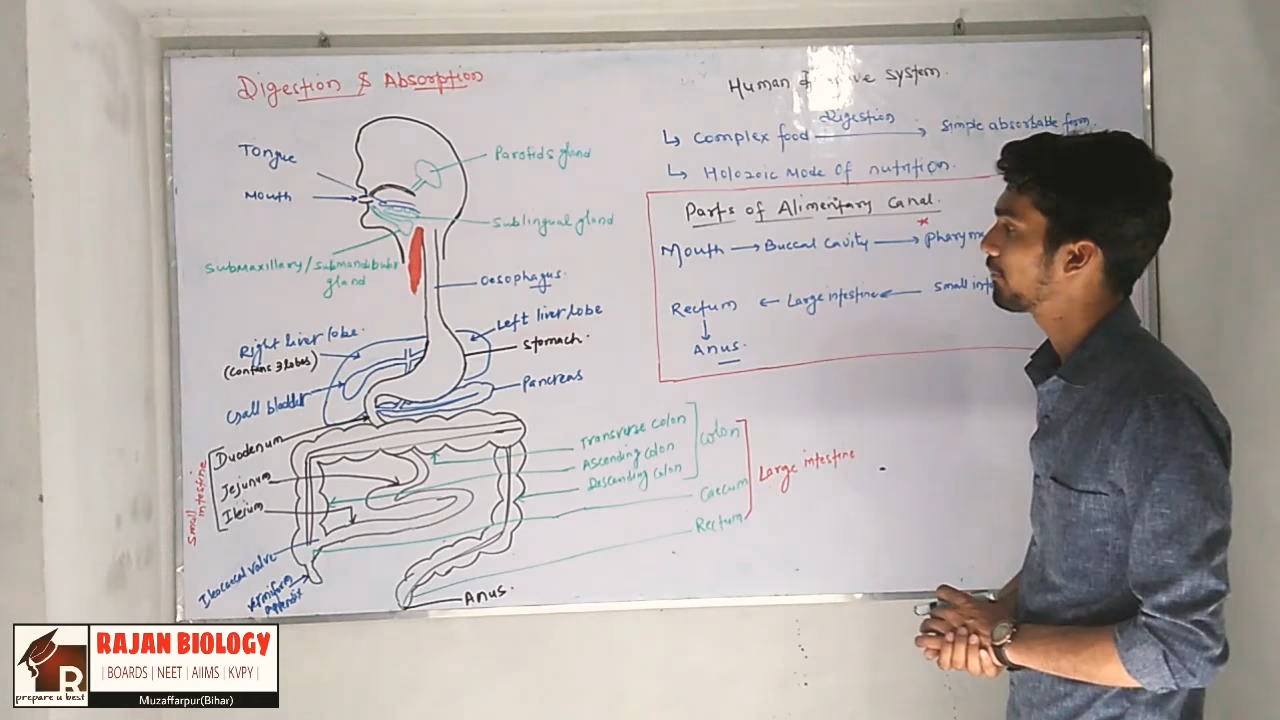 Digestion & Absorption
Tongue
Mouth
Parotids gland
Sublingual gland
Submaxillary/Submandibular
gland
Oesophagus.
Right liver lobe.
(Contains 3 lobes)
Left liver lobe
Stomach.
Gall bladder
Pancreas
Small
intestine
Duodenum
Jejunum
Ileium
Transverse colon
Ascending colon
Descending colon
Colon
Caecum
Rectum
Large intestine
Ileocaecal valve
Vermiform
Appendix
Anus.
Human system.
Complex food Digestion Simple absorbable form.
Holozoic Mode of nutrition.
Parts of Alimentary Canal.
Mouth → Buccal cavity → Pharynx
Rectum ← Large intestine ← Small
Anus.
RAJAN BIOLOGY
| BOARDS | NEET | AIIMS | KVPY |
R
prepare u best
Muzaffarpur(Bihar)